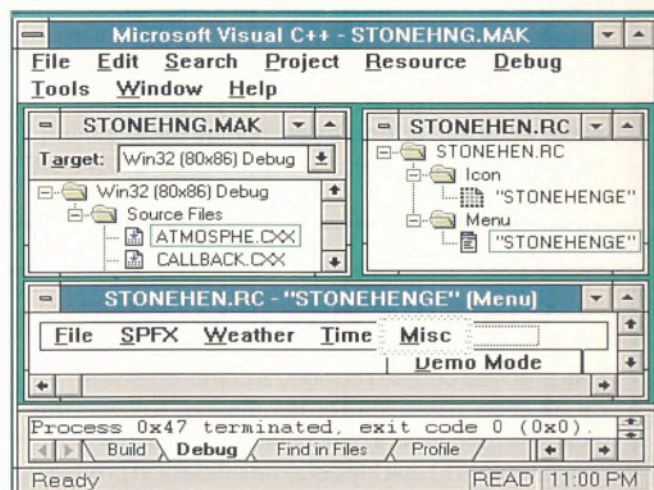 Microsoft Visual C++ - STONEHNG.MAK
File Edit Search Project Resource Debug
Tools Window Help
STONEHNG.MAK
Target: Win32 (80x86) Debug
Win32 (80x86) Debug
Source Files
ATMOSPHE.CXX
CALLBACK.CXX
STONEHEN.RC
STONEHEN.RC
Icon
"STONEHENGE"
Menu
"STONEHENGE"
STONEHEN.RC - "STONEHENGE" (Menu)
File SPFX Weather Time Misc
Demo Mode
Process 0x47 terminated, exit code 0 (0x0).
Build Debug Find in Files Profile
Ready READ 11:00 PM